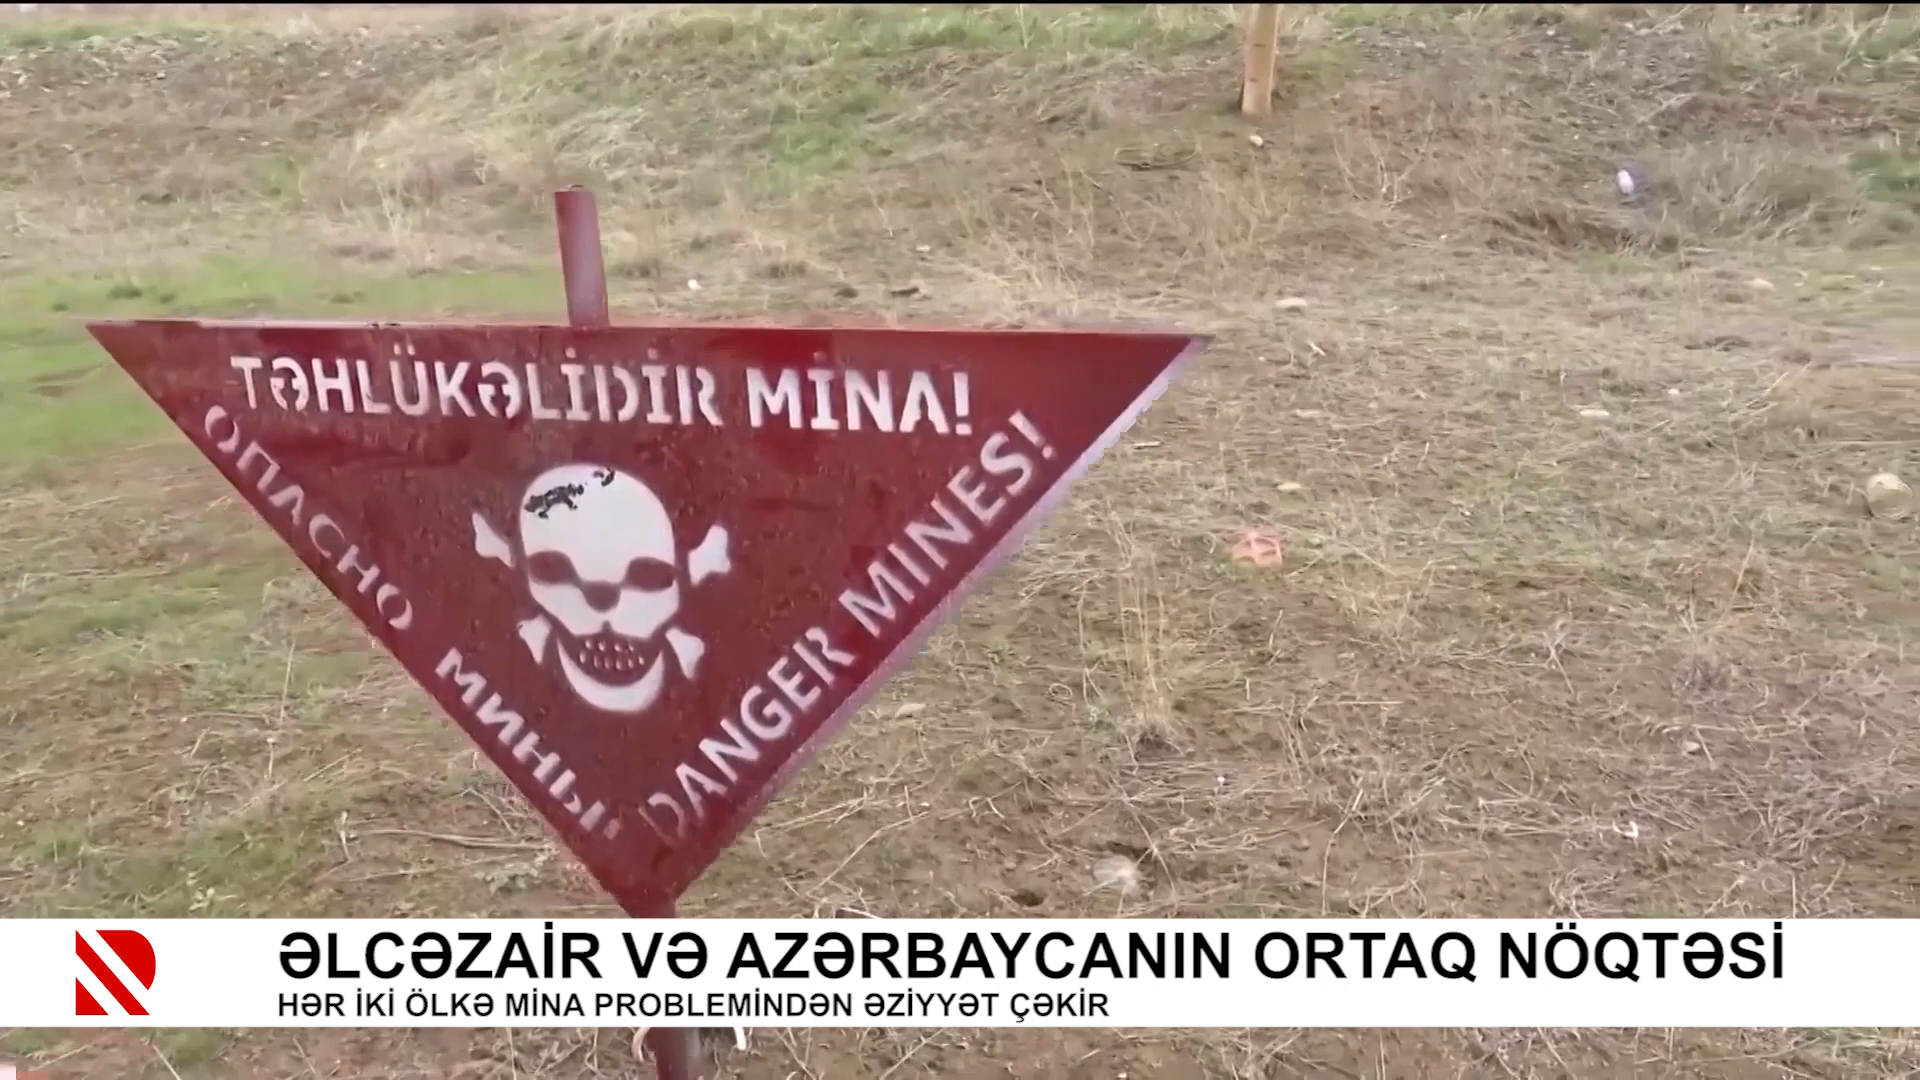 TƏHLÜKƏLİDİR MİNA!
ОПАСНО МИНЫ!
DANGER MINES!
ƏLCƏZAİR VƏ AZƏRBAYCANIN ORTAQ NÖQTƏSİ
HƏR İKİ ÖLKƏ MİNA PROBLEMİNDƏN ƏZİYYƏT ÇƏKİR